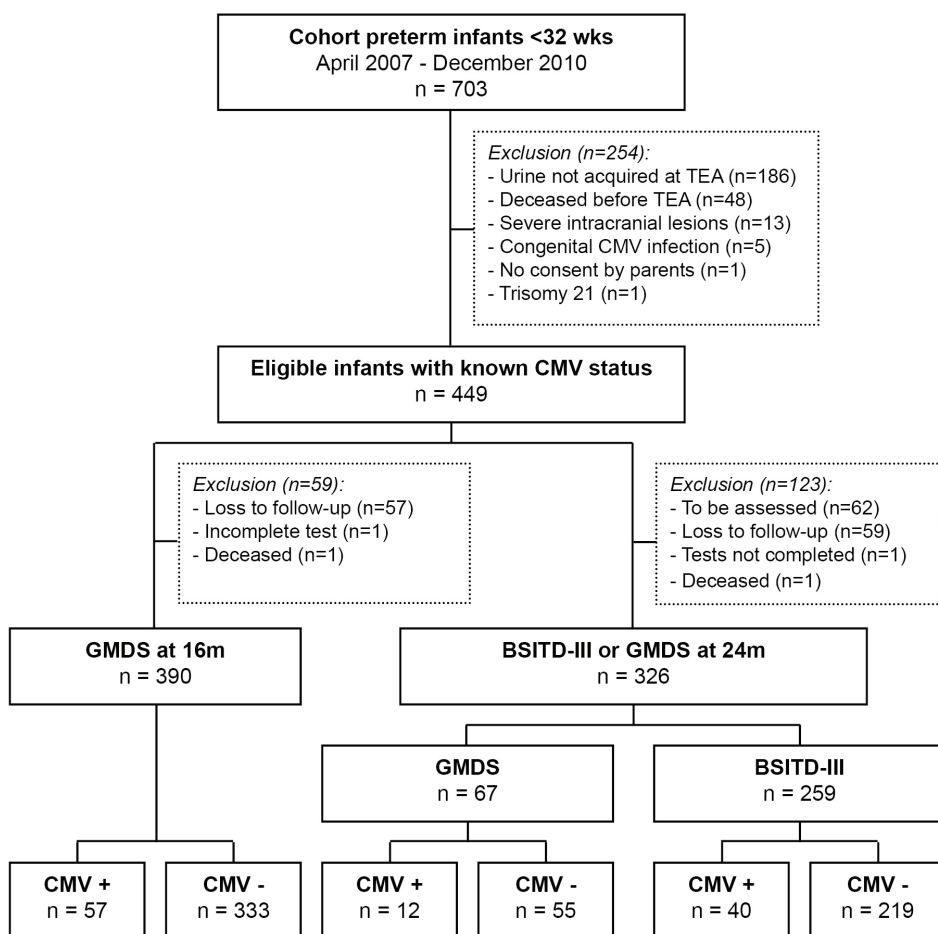 Cohort preterm infants <32 wks
April 2007 - December 2010
n = 703
Exclusion (n=254):
- Urine not acquired at TEA (n=186)
- Deceased before TEA (n=48)
- Severe intracranial lesions (n=13)
- Congenital CMV infection (n=5)
- No consent by parents (n=1)
- Trisomy 21 (n=1)
Eligible infants with known CMV status
n = 449
Exclusion (n=59):
- Loss to follow-up (n=57)
- Incomplete test (n=1)
- Deceased (n=1)
Exclusion (n=123):
- To be assessed (n=62)
- Loss to follow-up (n=59)
- Tests not completed (n=1)
- Deceased (n=1)
GMDS at 16m
n = 390
BSITD-III or GMDS at 24m
n = 326
GMDS
n = 67
BSITD-III
n = 259
CMV +
n = 57
CMV -
n = 333
CMV +
n = 12
CMV -
n = 55
CMV +
n = 40
CMV -
n = 219